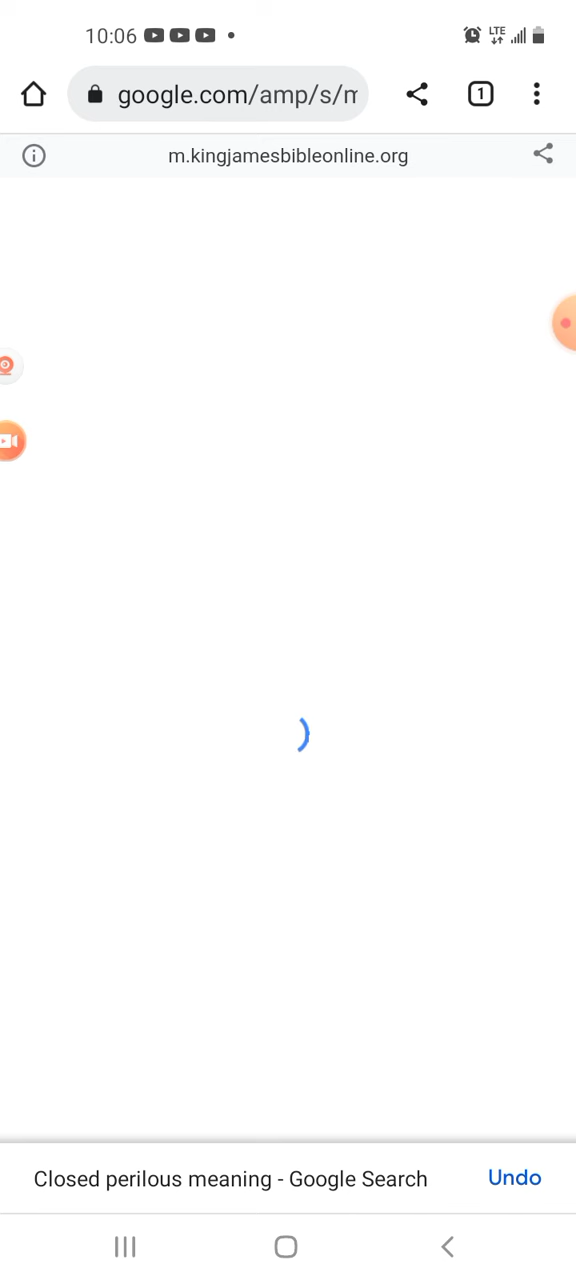 10:06
LTE
google.com/amp/s/m
1
m.kingjamesbibleonline.org
Closed perilous meaning - Google Search
Undo